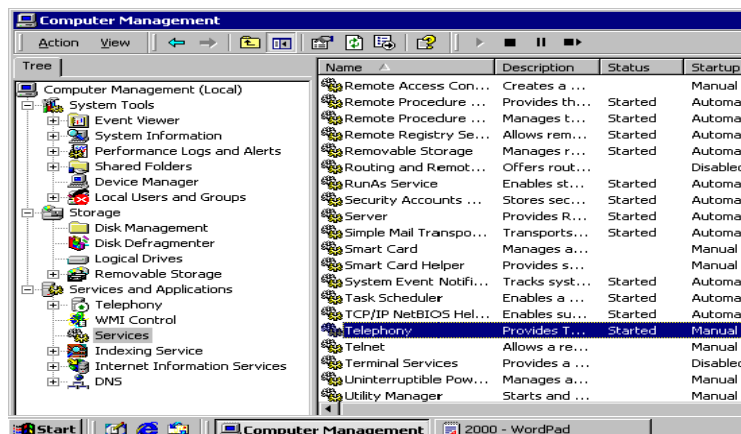 Computer Management
Action View
Tree
Name Description Status Startup
Computer Management (Local)
System Tools
Event Viewer
System Information
Performance Logs and Alerts
Shared Folders
Device Manager
Local Users and Groups
Storage
Disk Management
Disk Defragmenter
Logical Drives
Removable Storage
Services and Applications
Telephony
WMI Control
Services
Indexing Service
Internet Information Services
DNS
Remote Access Con... Creates a ... Manual
Remote Procedure ... Provides th... Started Automa
Remote Procedure ... Manages t... Started Automa
Remote Registry Se... Allows rem... Started Automa
Removable Storage Manages r... Started Automa
Routing and Remot... Offers rout... Disabled
RunAs Service Enables st... Started Automa
Security Accounts ... Stores sec... Started Automa
Server Provides R... Started Automa
Simple Mail Transpo... Transports... Started Automa
Smart Card Manages a... Manual
Smart Card Helper Provides s... Manual
System Event Notifi... Tracks syst... Started Automa
Task Scheduler Enables a ... Started Automa
TCP/IP NetBIOS Hel... Enables su... Started Automa
Telephony Provides T... Started Manual
Telnet Allows a re... Manual
Terminal Services Provides a ... Disabled
Uninterruptible Pow... Manages a... Manual
Utility Manager Starts and ... Manual
Start Computer Management 2000 - WordPad